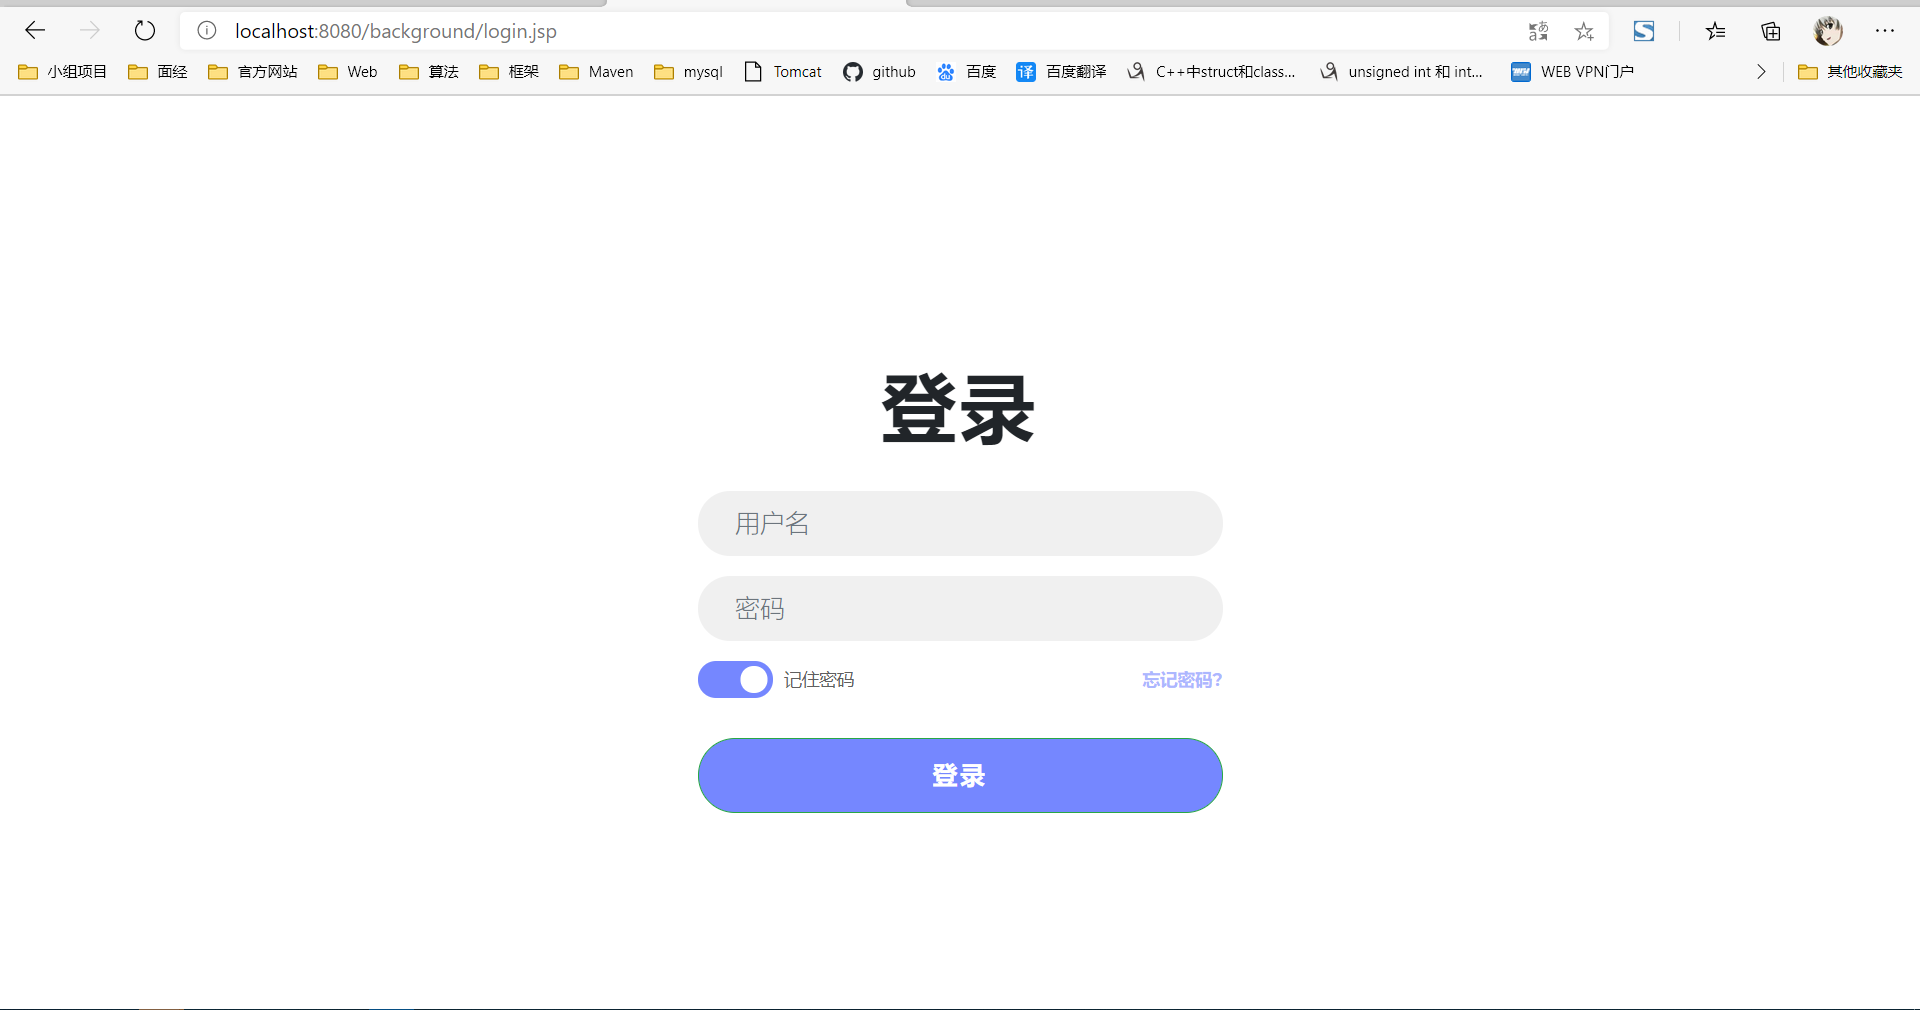 localhost:8080/background/login.jsp
小组项目 面经 官方网站 Web 算法 框架 Maven mysql Tomcat github 百度 译 百度翻译 C++中struct和class... unsigned int 和 int... WEB VPN门户 其他收藏夹
登录
用户名
密码
记住密码 忘记密码?
登录